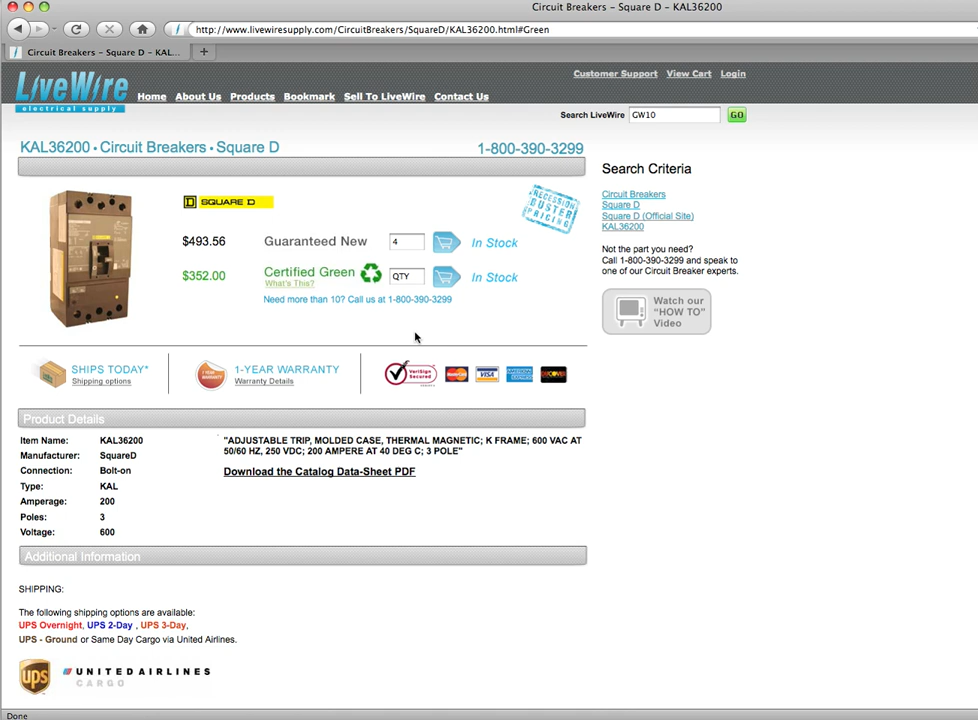 Circuit Breakers – Square D – KAL36200
http://www.livewiresupply.com/CircuitBreakers/SquareD/KAL36200.html#Green
Circuit Breakers – Square D – KAL...
LiveWire
electrical supply
Home About Us Products Bookmark Sell To LiveWire Contact Us
Customer Support View Cart Login
Search LiveWire GW10 GO
KAL36200 • Circuit Breakers • Square D 1-800-390-3299
SQUARE D
RECESSION
BUSTER
PRICING
$493.56 Guaranteed New 4 In Stock
$352.00 Certified Green QTY In Stock
What's This?
Need more than 10? Call us at 1-800-390-3299
Search Criteria
Circuit Breakers
Square D
Square D (Official Site)
KAL36200
Not the part you need?
Call 1-800-390-3299 and speak to
one of our Circuit Breaker experts.
Watch our
"HOW TO"
Video
SHIPS TODAY*
Shipping options
1-YEAR WARRANTY
Warranty Details
VeriSign
Secured
MasterCard VISA DISCOVER
Product Details
Item Name: KAL36200
Manufacturer: SquareD
Connection: Bolt-on
Type: KAL
Amperage: 200
Poles: 3
Voltage: 600
"ADJUSTABLE TRIP, MOLDED CASE, THERMAL MAGNETIC; K FRAME; 600 VAC AT
50/60 HZ, 250 VDC; 200 AMPERE AT 40 DEG C; 3 POLE"
Download the Catalog Data-Sheet PDF
Additional Information
SHIPPING:
The following shipping options are available:
UPS Overnight, UPS 2-Day , UPS 3-Day,
UPS - Ground or Same Day Cargo via United Airlines.
ups
UNITED AIRLINES
CARGO
Done